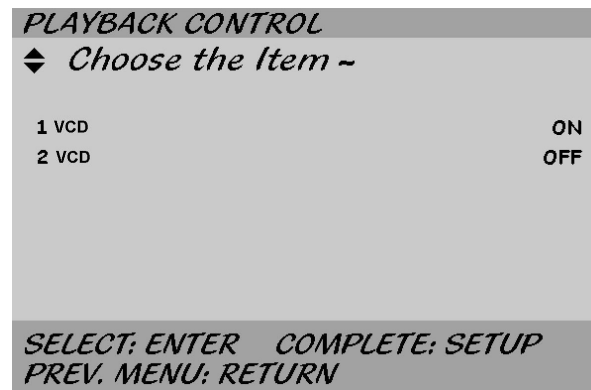 PLAYBACK CONTROL
Choose the Item ~
1 VCD ON
2 VCD OFF
SELECT: ENTER COMPLETE: SETUP
PREV. MENU: RETURN